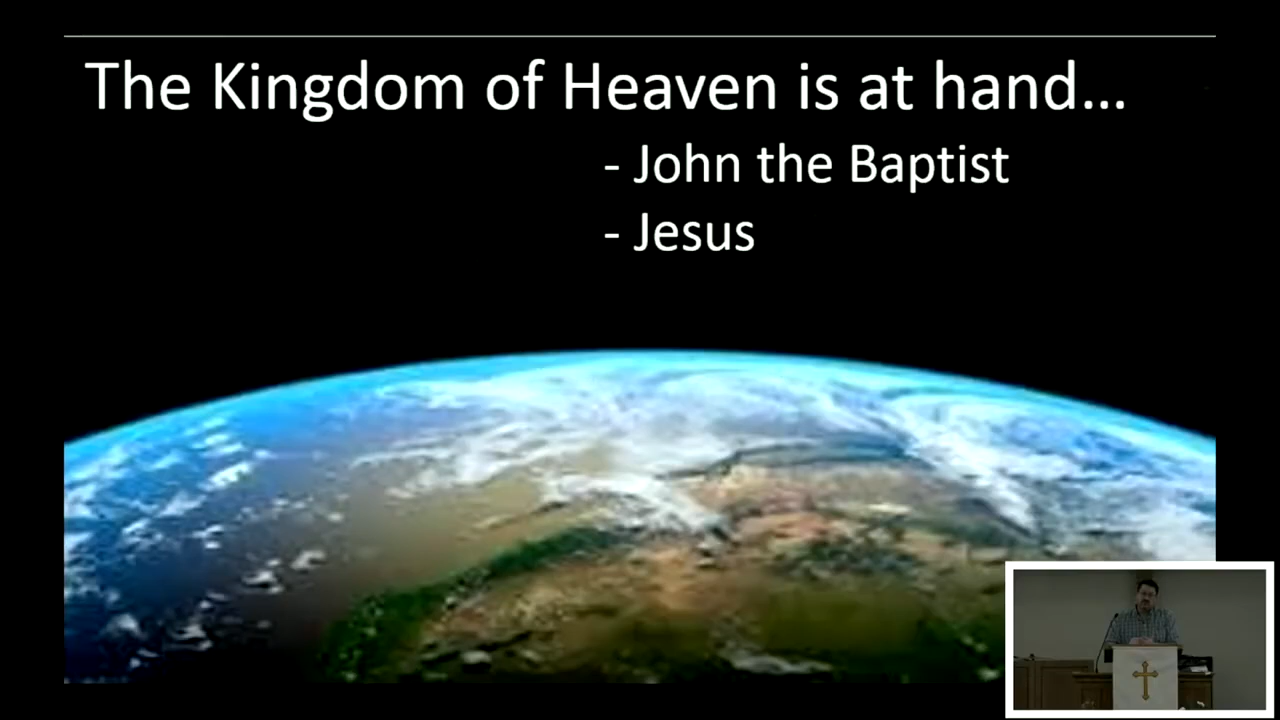 The Kingdom of Heaven is at hand...
- John the Baptist
- Jesus